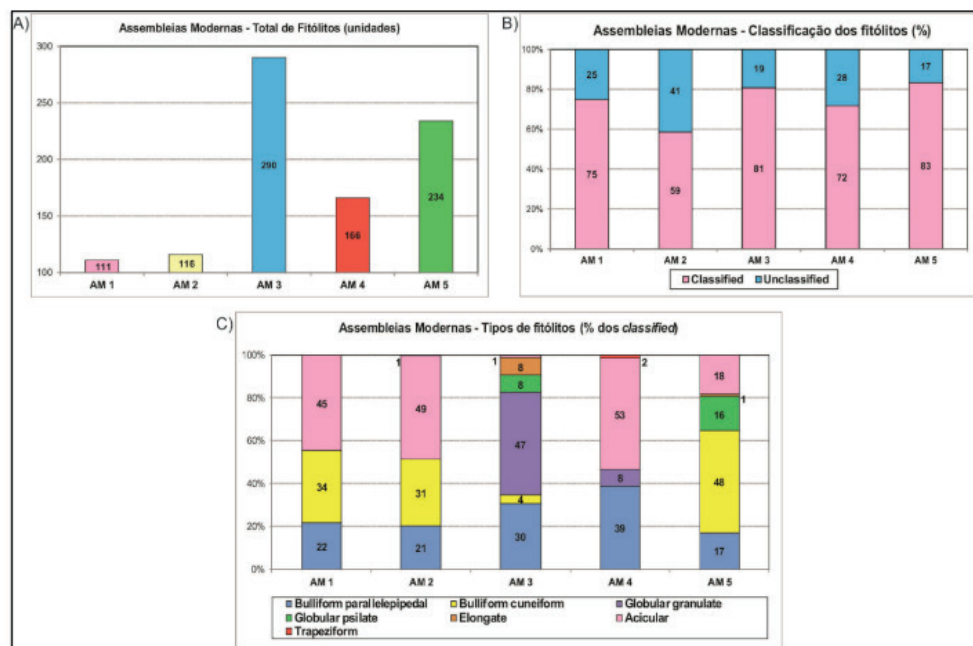 A)
Assembleias Modernas - Total de Fitólitos (unidades)
300
250
200
150
100
111
116
290
166
234
AM 1 AM 2 AM 3 AM 4 AM 5
B)
Assembleias Modernas - Classificação dos fitólitos (%)
100%
80%
60%
40%
20%
0%
25 41 19 28 17
75 59 81 72 83
AM 1 AM 2 AM 3 AM 4 AM 5
Classified Unclassified
C)
Assembleias Modernas - Tipos de fitólitos (% dos classified)
100%
80%
60%
40%
20%
0%
45 34 22
1 49 31 21
1 8 8 47 4 30
2 53 8 39
18 1 16 48 17
AM 1 AM 2 AM 3 AM 4 AM 5
Bulliform parallelepipedal Bulliform cuneiform Globular granulate
Globular psilate Elongate Acicular
Trapeziform